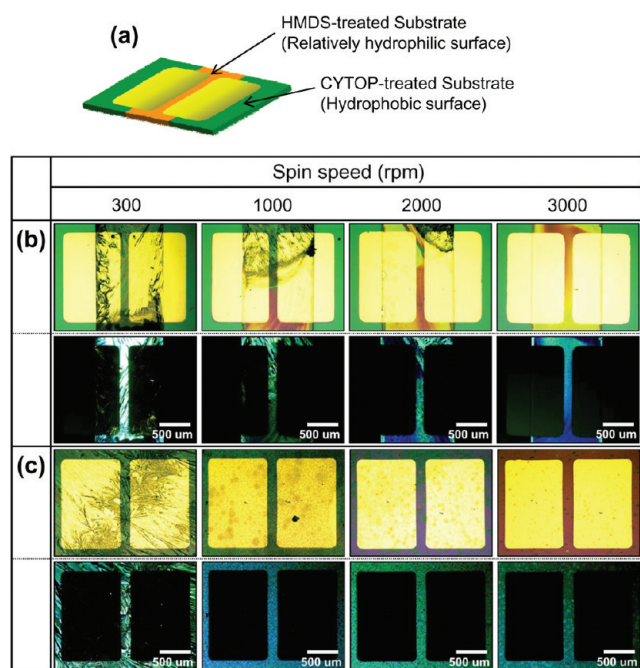 (a)
HMDS-treated Substrate
(Relatively hydrophilic surface)
CYTOP-treated Substrate
(Hydrophobic surface)
Spin speed (rpm)
300 1000 2000 3000
(b)
500 um 500 um 500 um 500 um
(c)
500 um 500 um 500 um 500 um